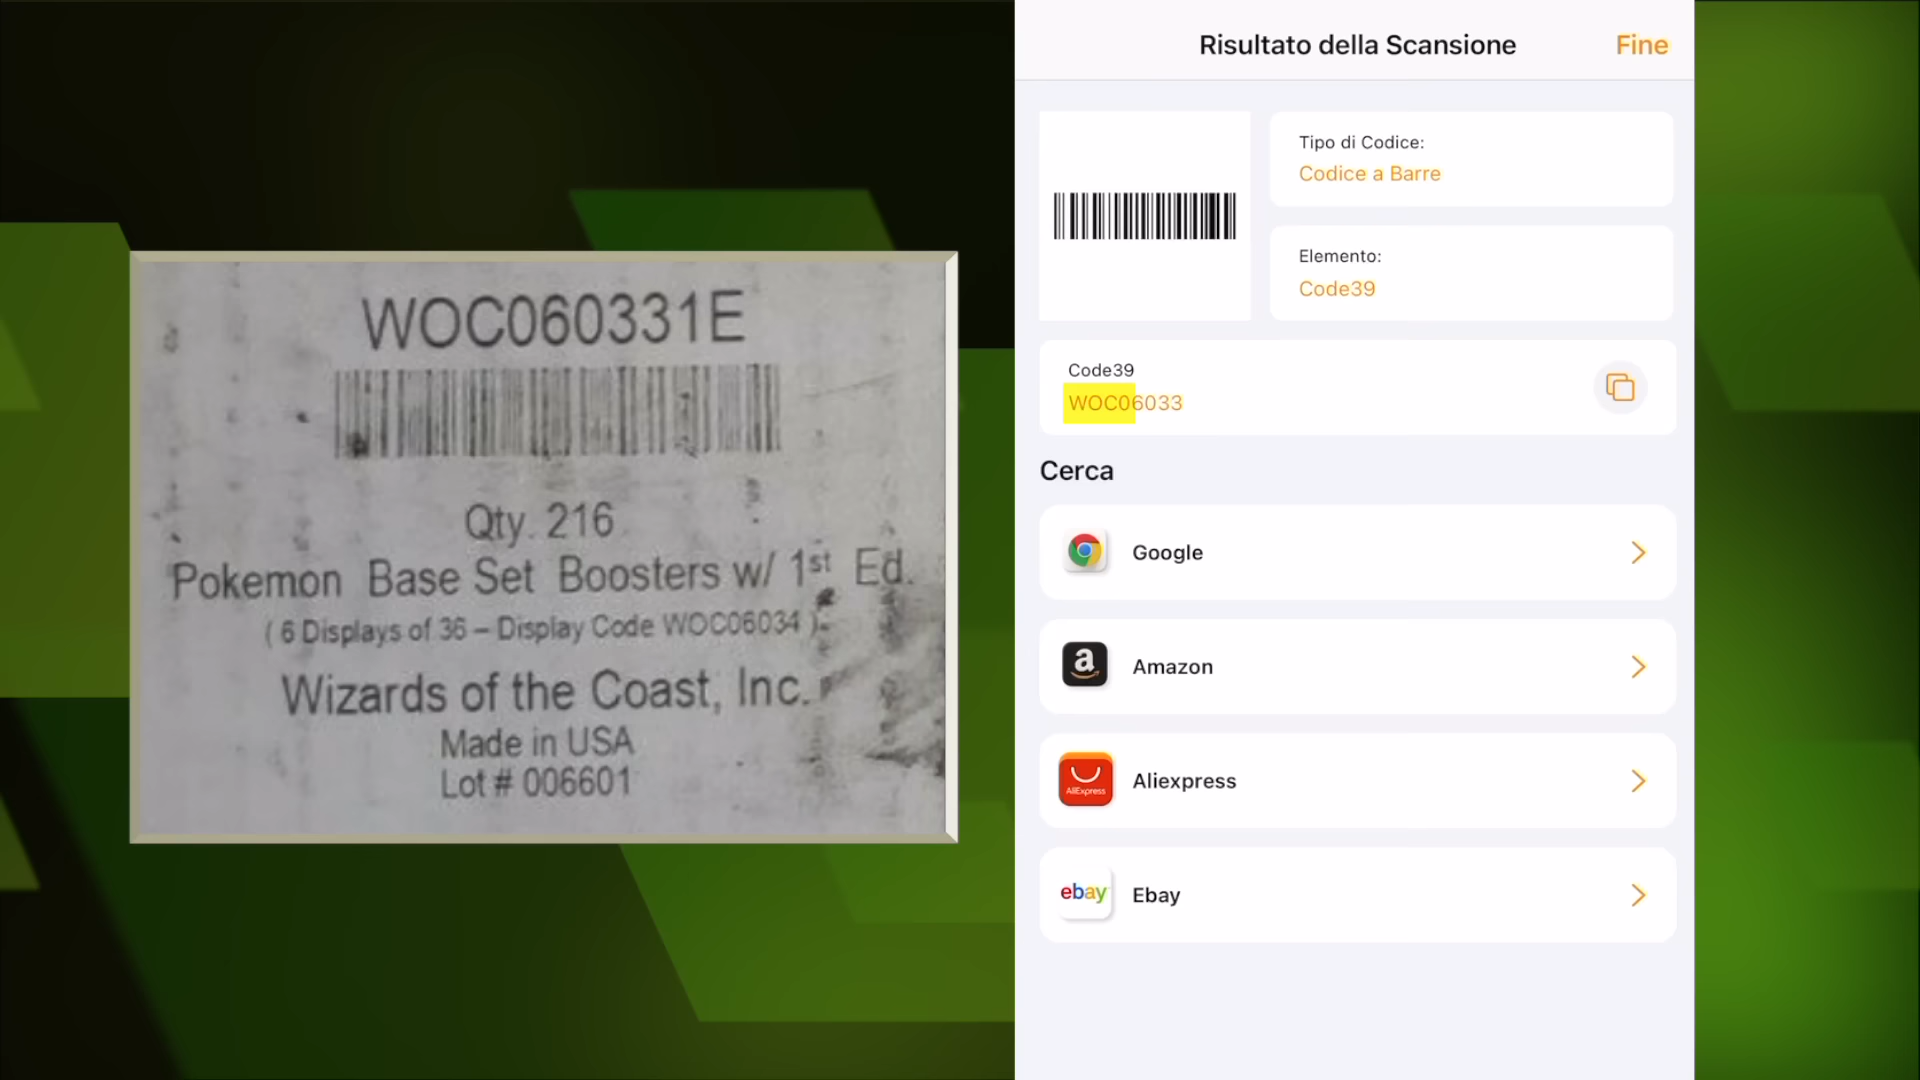 WOC060331E
Qty. 216
Pokemon Base Set Boosters w/ 1st Ed.
( 6 Displays of 36 – Display Code WOC06034 )
Wizards of the Coast, Inc.
Made in USA
Lot # 006601
Risultato della Scansione
Fine
Tipo di Codice:
Codice a Barre
Elemento:
Code39
Code39
WOC06033
Cerca
Google
Amazon
AliExpress
Aliexpress
ebay
Ebay